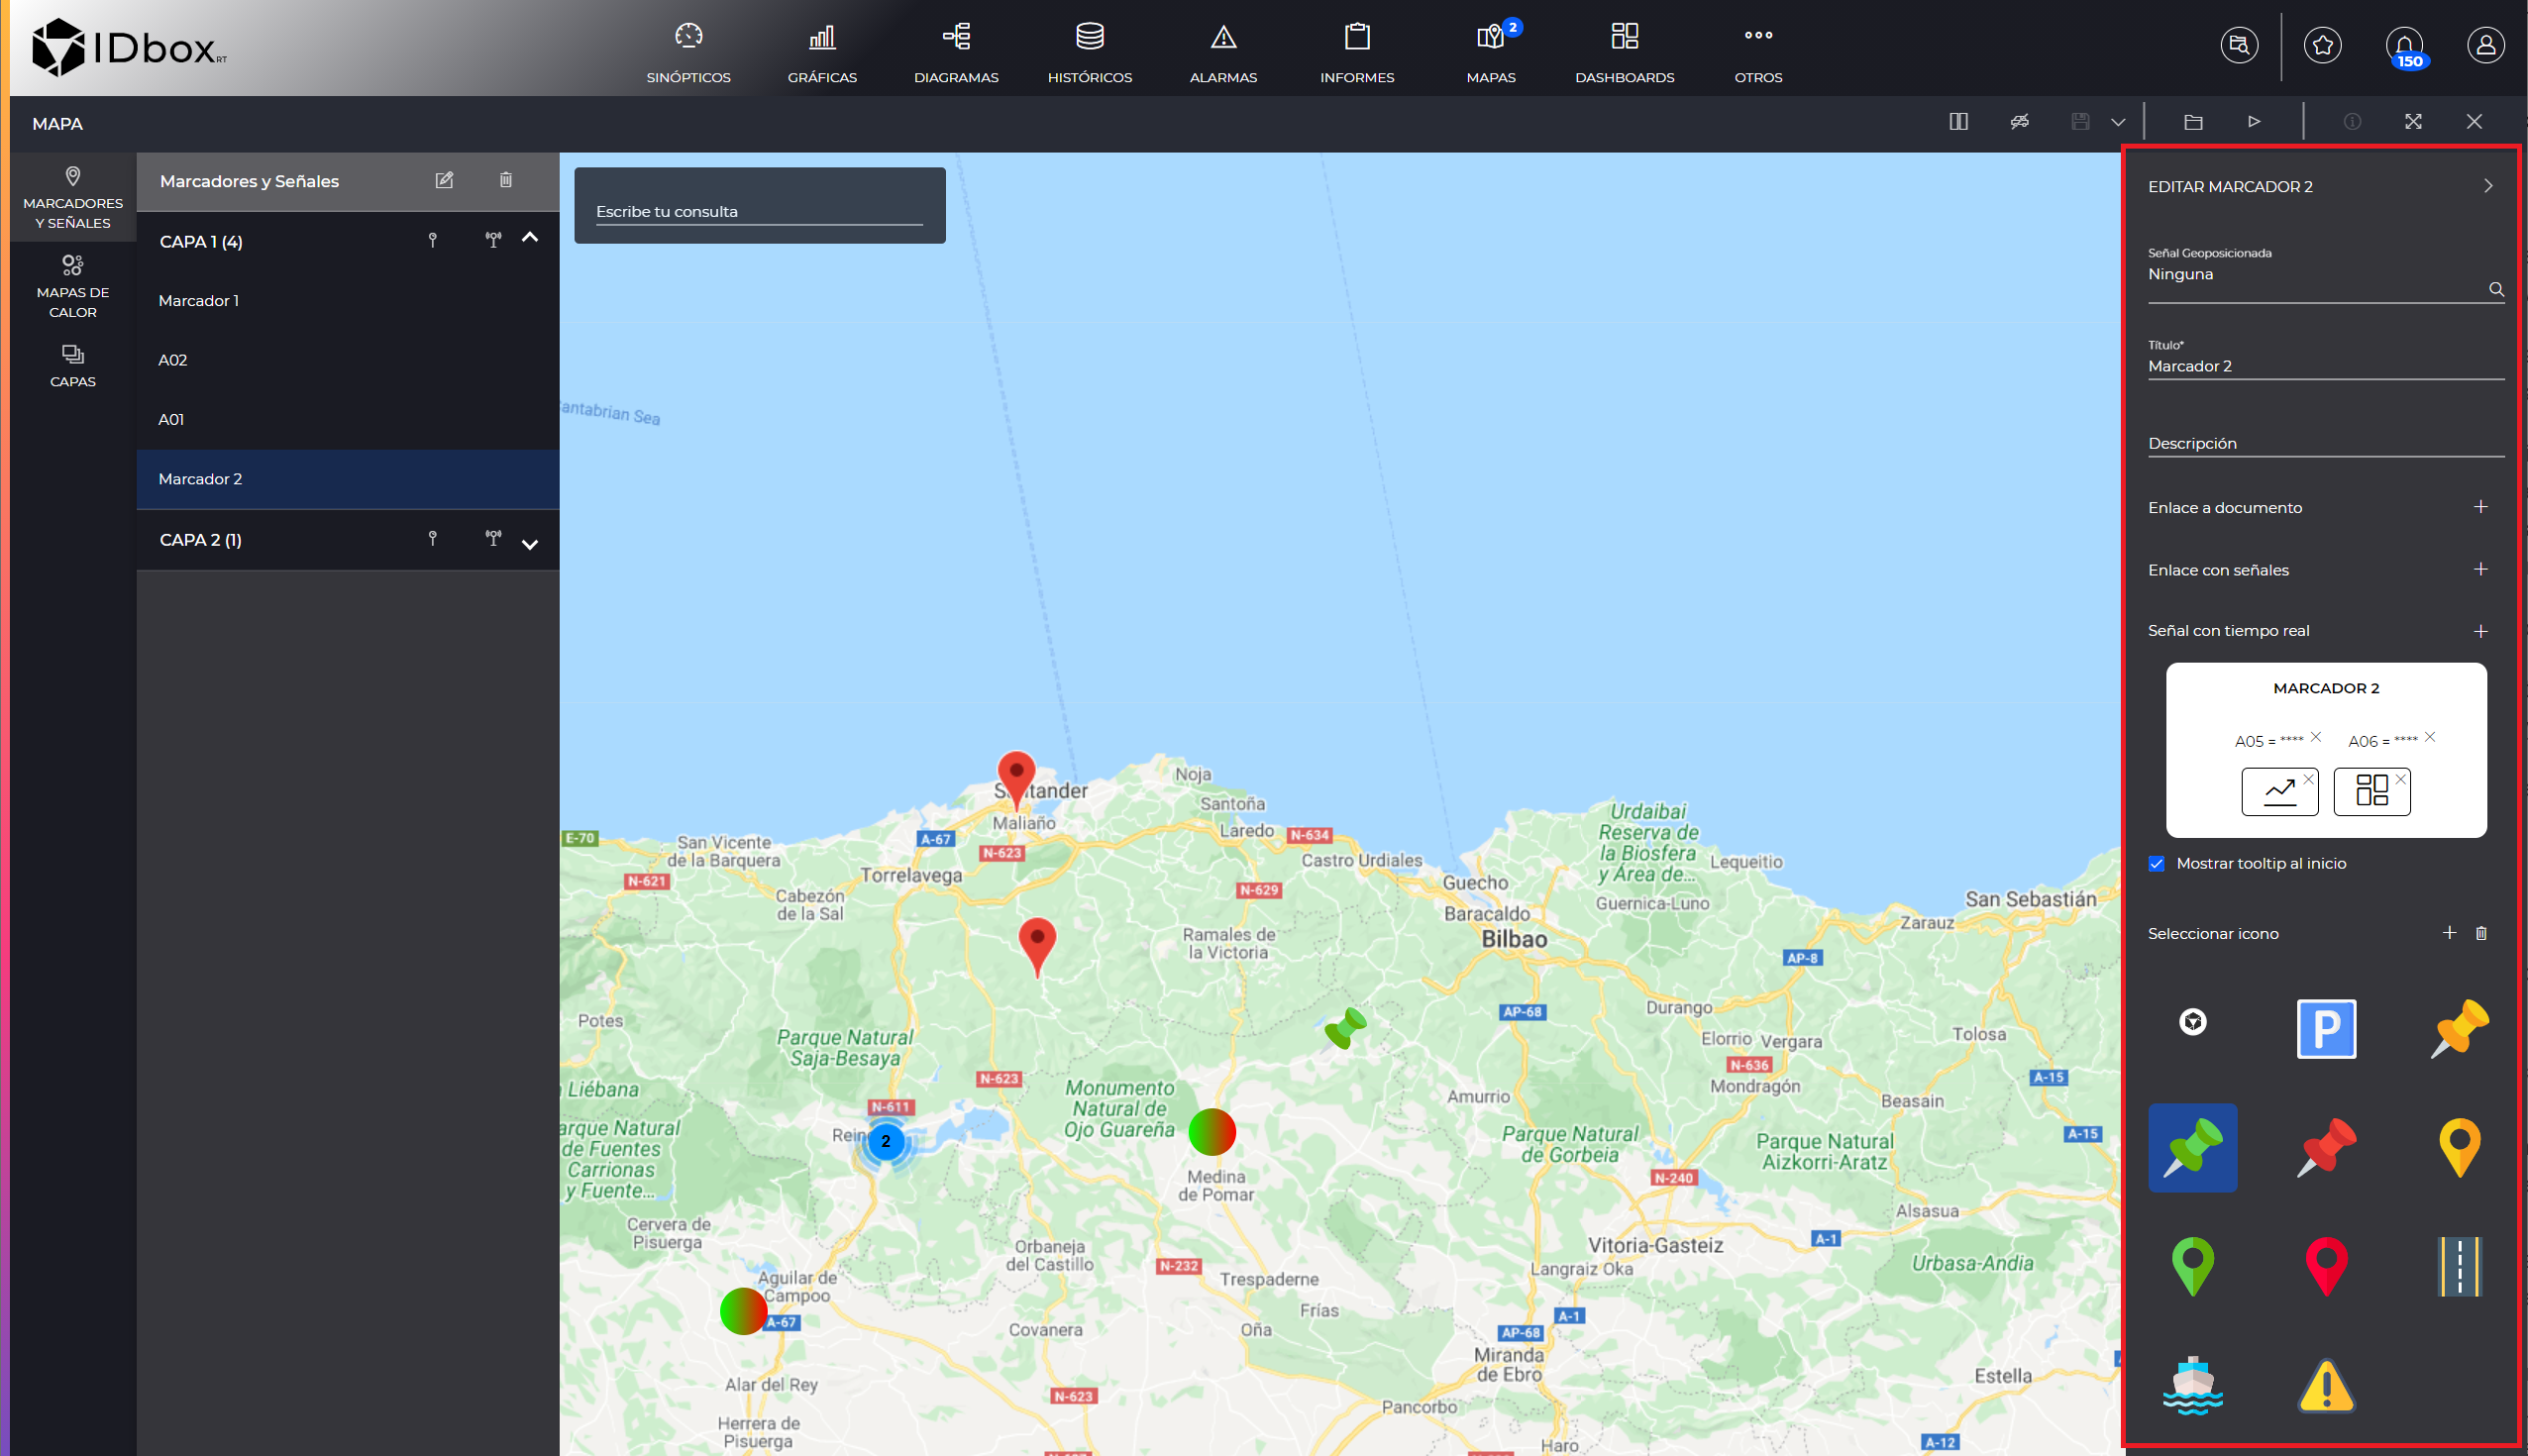 IDbox RT
SINÓPTICOS
GRÁFICAS
DIAGRAMAS
HISTÓRICOS
ALARMAS
INFORMES
MAPAS
2
DASHBOARDS
OTROS
150
MAPA
MARCADORES
Y SEÑALES
MAPAS DE
CALOR
CAPAS
Marcadores y Señales
CAPA 1 (4)
Marcador 1
A02
A01
Marcador 2
CAPA 2 (1)
Escribe tu consulta
antabrian Sea
Santander
Maliaño
Noja
Santoña
Laredo
N-634
E-70
San Vicente
de la Barquera
A-67
N-623
Castro Urdiales
Urdaibai
Reserva de
la Biosfera
y Área de...
Lequeitio
N-621
Torrelavega
N-629
Guecho
Guernica-Luno
Cabezón
de la Sal
Baracaldo
Bilbao
San Sebastián
Zarauz
Ramales de
la Victoria
AP-8
Potes
AP-68
Durango
Elorrio
Vergara
Tolosa
Parque Natural
Saja-Besaya
N-636
Mondragón
Liébana
N-623
Monumento
Natural de
Ojo Guareña
Amurrio
A-15
Beasain
N-611
Rein
2
arque Natural
de Fuentes
Carrionas
y Fuente...
Parque Natural
de Gorbeia
Parque Natural
Aizkorri-Aratz
A-15
Medina
de Pomar
N-240
Alsasua
Cervera de
Pisuerga
Orbaneja
del Castillo
Vitoria-Gasteiz
A-1
N-232
Trespaderne
Langraiz Oka
Urbasa-Andia
Aguilar de
Campoo
A-67
Frías
A-1
Covanera
Oña
AP-68
Miranda
de Ebro
Estella
Alar del Rey
N-623
Pancorbo
Herrera de
Pisuerga
Haro
A-12
EDITAR MARCADOR 2
Señal Geoposicionada
Ninguna
Título*
Marcador 2
Descripción
Enlace a documento
Enlace con señales
Señal con tiempo real
MARCADOR 2
A05 = **** A06 = ****
Mostrar tooltip al inicio
Seleccionar icono
P